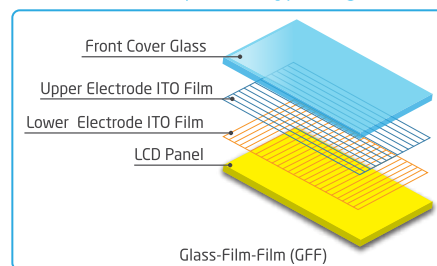 Front Cover Glass
Upper Electrode ITO Film
Lower Electrode ITO Film
LCD Panel
Glass-Film-Film (GFF)